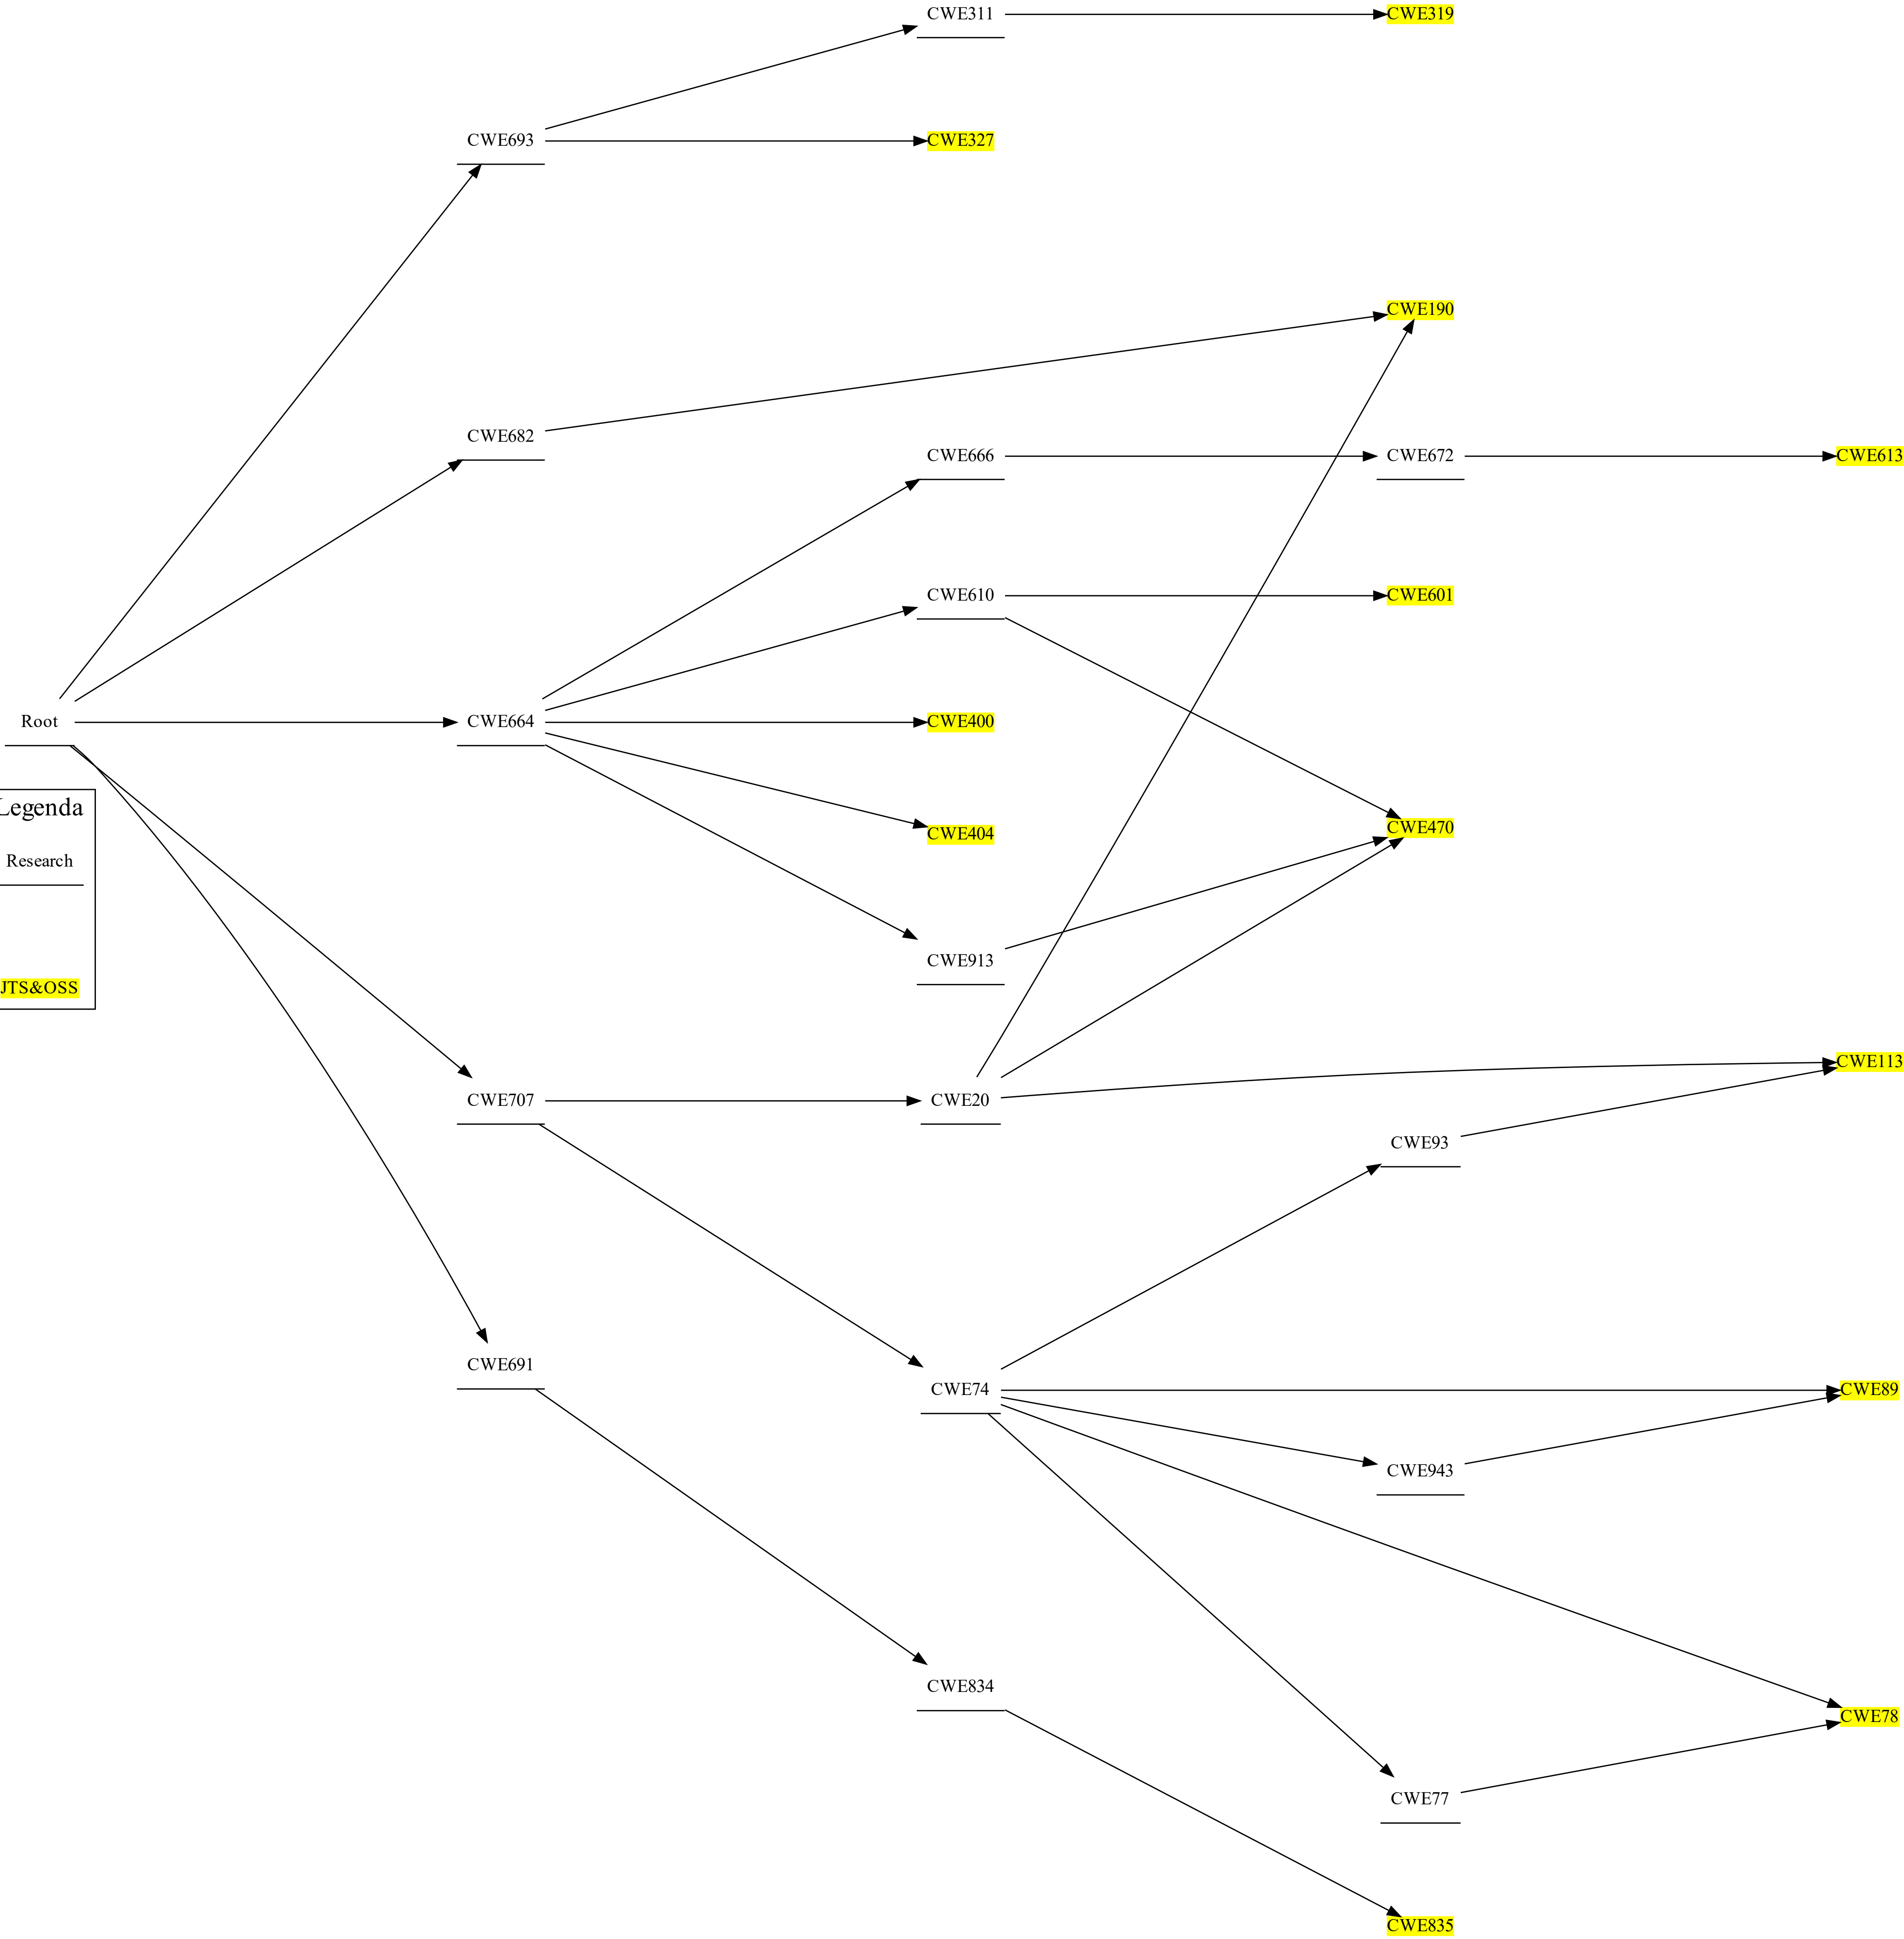 CWE311
CWE319
CWE693
CWE327
CWE190
CWE682
CWE666
CWE672
CWE613
CWE610
CWE601
Root
CWE664
CWE400
Legenda
CWE404
CWE470
Research
CWE913
JTS&OSS
CWE113
CWE707
CWE20
CWE93
CWE691
CWE74
CWE89
CWE943
CWE834
CWE78
CWE77
CWE835